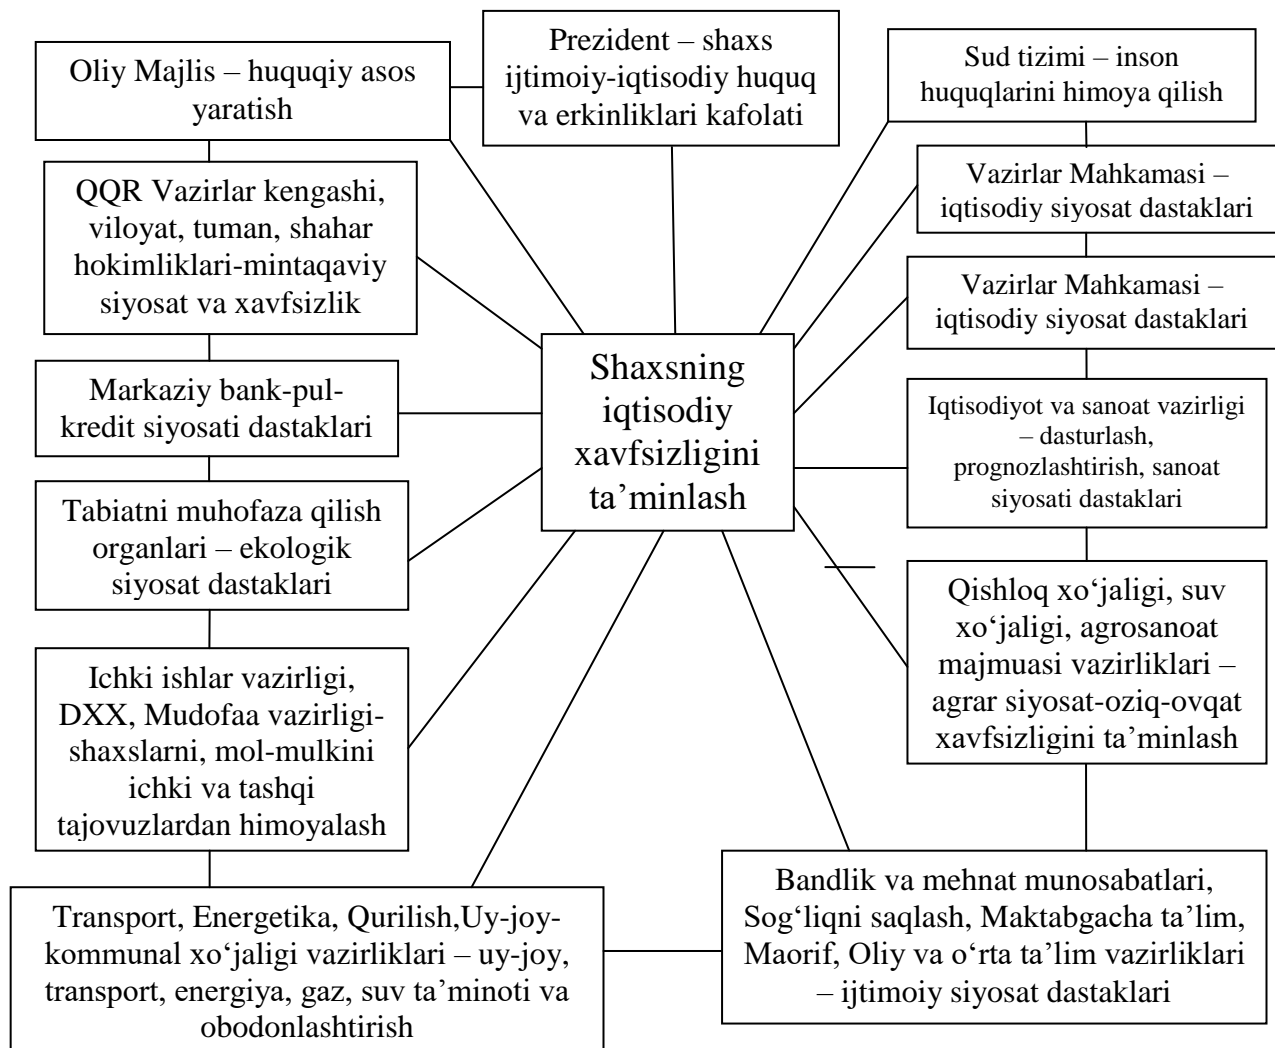 Oliy Majlis – huquqiy asos
yaratish
Prezident – shaxs
ijtimoiy-iqtisodiy huquq
va erkinliklari kafolati
Sud tizimi – inson
huquqlarini himoya qilish
QQR Vazirlar kengashi,
viloyat, tuman, shahar
hokimliklari-mintaqaviy
siyosat va xavfsizlik
Vazirlar Mahkamasi –
iqtisodiy siyosat dastaklari
Vazirlar Mahkamasi –
iqtisodiy siyosat dastaklari
Markaziy bank-pul-
kredit siyosati dastaklari
Shaxsning
iqtisodiy
xavfsizligini
ta’minlash
Iqtisodiyot va sanoat vazirligi
– dasturlash,
prognozlashtirish, sanoat
siyosati dastaklari
Tabiatni muhofaza qilish
organlari – ekologik
siyosat dastaklari
Qishloq xo‘jaligi, suv
xo‘jaligi, agrosanoat
majmuasi vazirliklari –
agrar siyosat-oziq-ovqat
xavfsizligini ta’minlash
Ichki ishlar vazirligi,
DXX, Mudofaa vazirligi-
shaxslarni, mol-mulkini
ichki va tashqi
tajovuzlardan himoyalash
Transport, Energetika, Qurilish,Uy-joy-
kommunal xo‘jaligi vazirliklari – uy-joy,
transport, energiya, gaz, suv ta’minoti va
obodonlashtirish
Bandlik va mehnat munosabatlari,
Sog‘liqni saqlash, Maktabgacha ta’lim,
Maorif, Oliy va o‘rta ta’lim vazirliklari
– ijtimoiy siyosat dastaklari